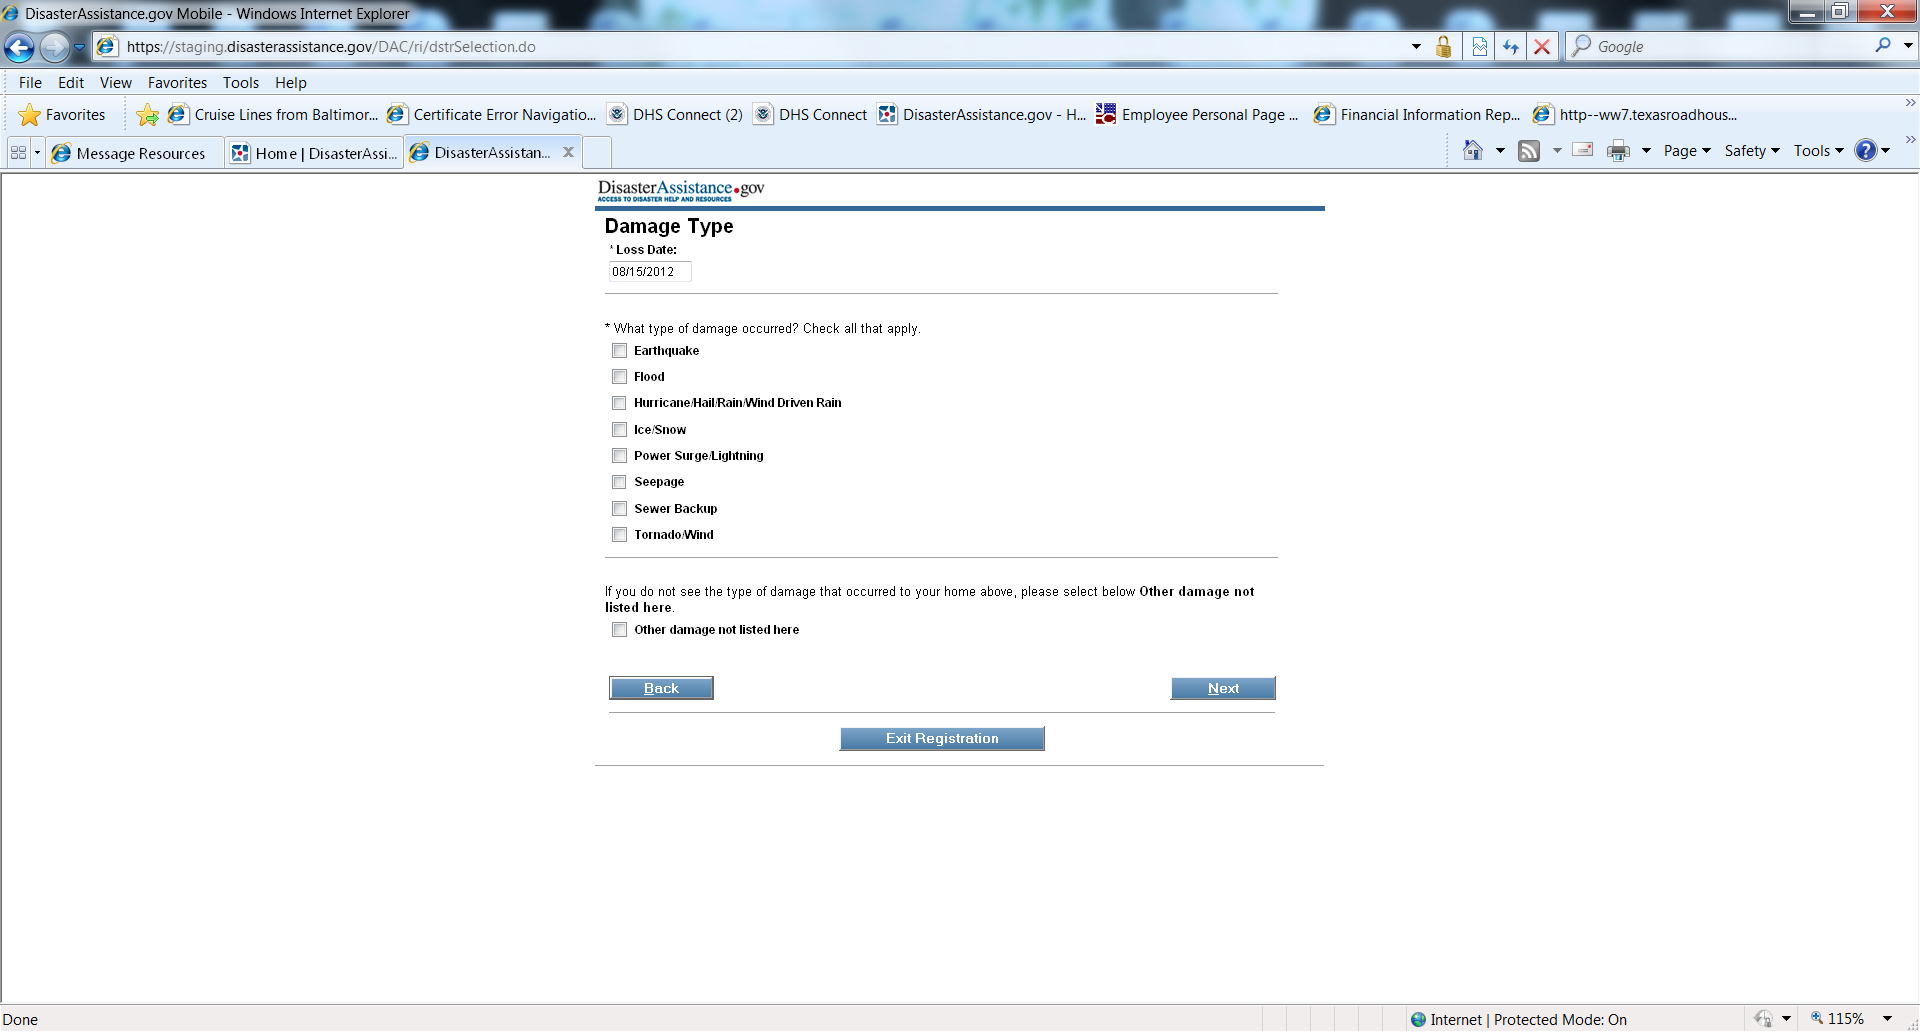 DisasterAssistance.gov Mobile - Windows Internet Explorer
https://staging.disasterassistance.gov/DAC/ri/dstrSelection.do
Google
File Edit View Favorites Tools Help
Favorites Cruise Lines from Baltimor... Certificate Error Navigatio... DHS Connect (2) DHS Connect DisasterAssistance.gov - H... Employee Personal Page ... Financial Information Rep... http--ww7.texasroadhous...
Message Resources Home | DisasterAssi... DisasterAssistan... Page Safety Tools
DisasterAssistance.gov
ACCESS TO DISASTER HELP AND RESOURCES
Damage Type
* Loss Date:
08/15/2012
* What type of damage occurred? Check all that apply.
Earthquake
Flood
Hurricane/Hail/Rain/Wind Driven Rain
Ice/Snow
Power Surge/Lightning
Seepage
Sewer Backup
Tornado/Wind
If you do not see the type of damage that occurred to your home above, please select below Other damage not
listed here.
Other damage not listed here
Back Next
Exit Registration
Done Internet | Protected Mode: On 115%